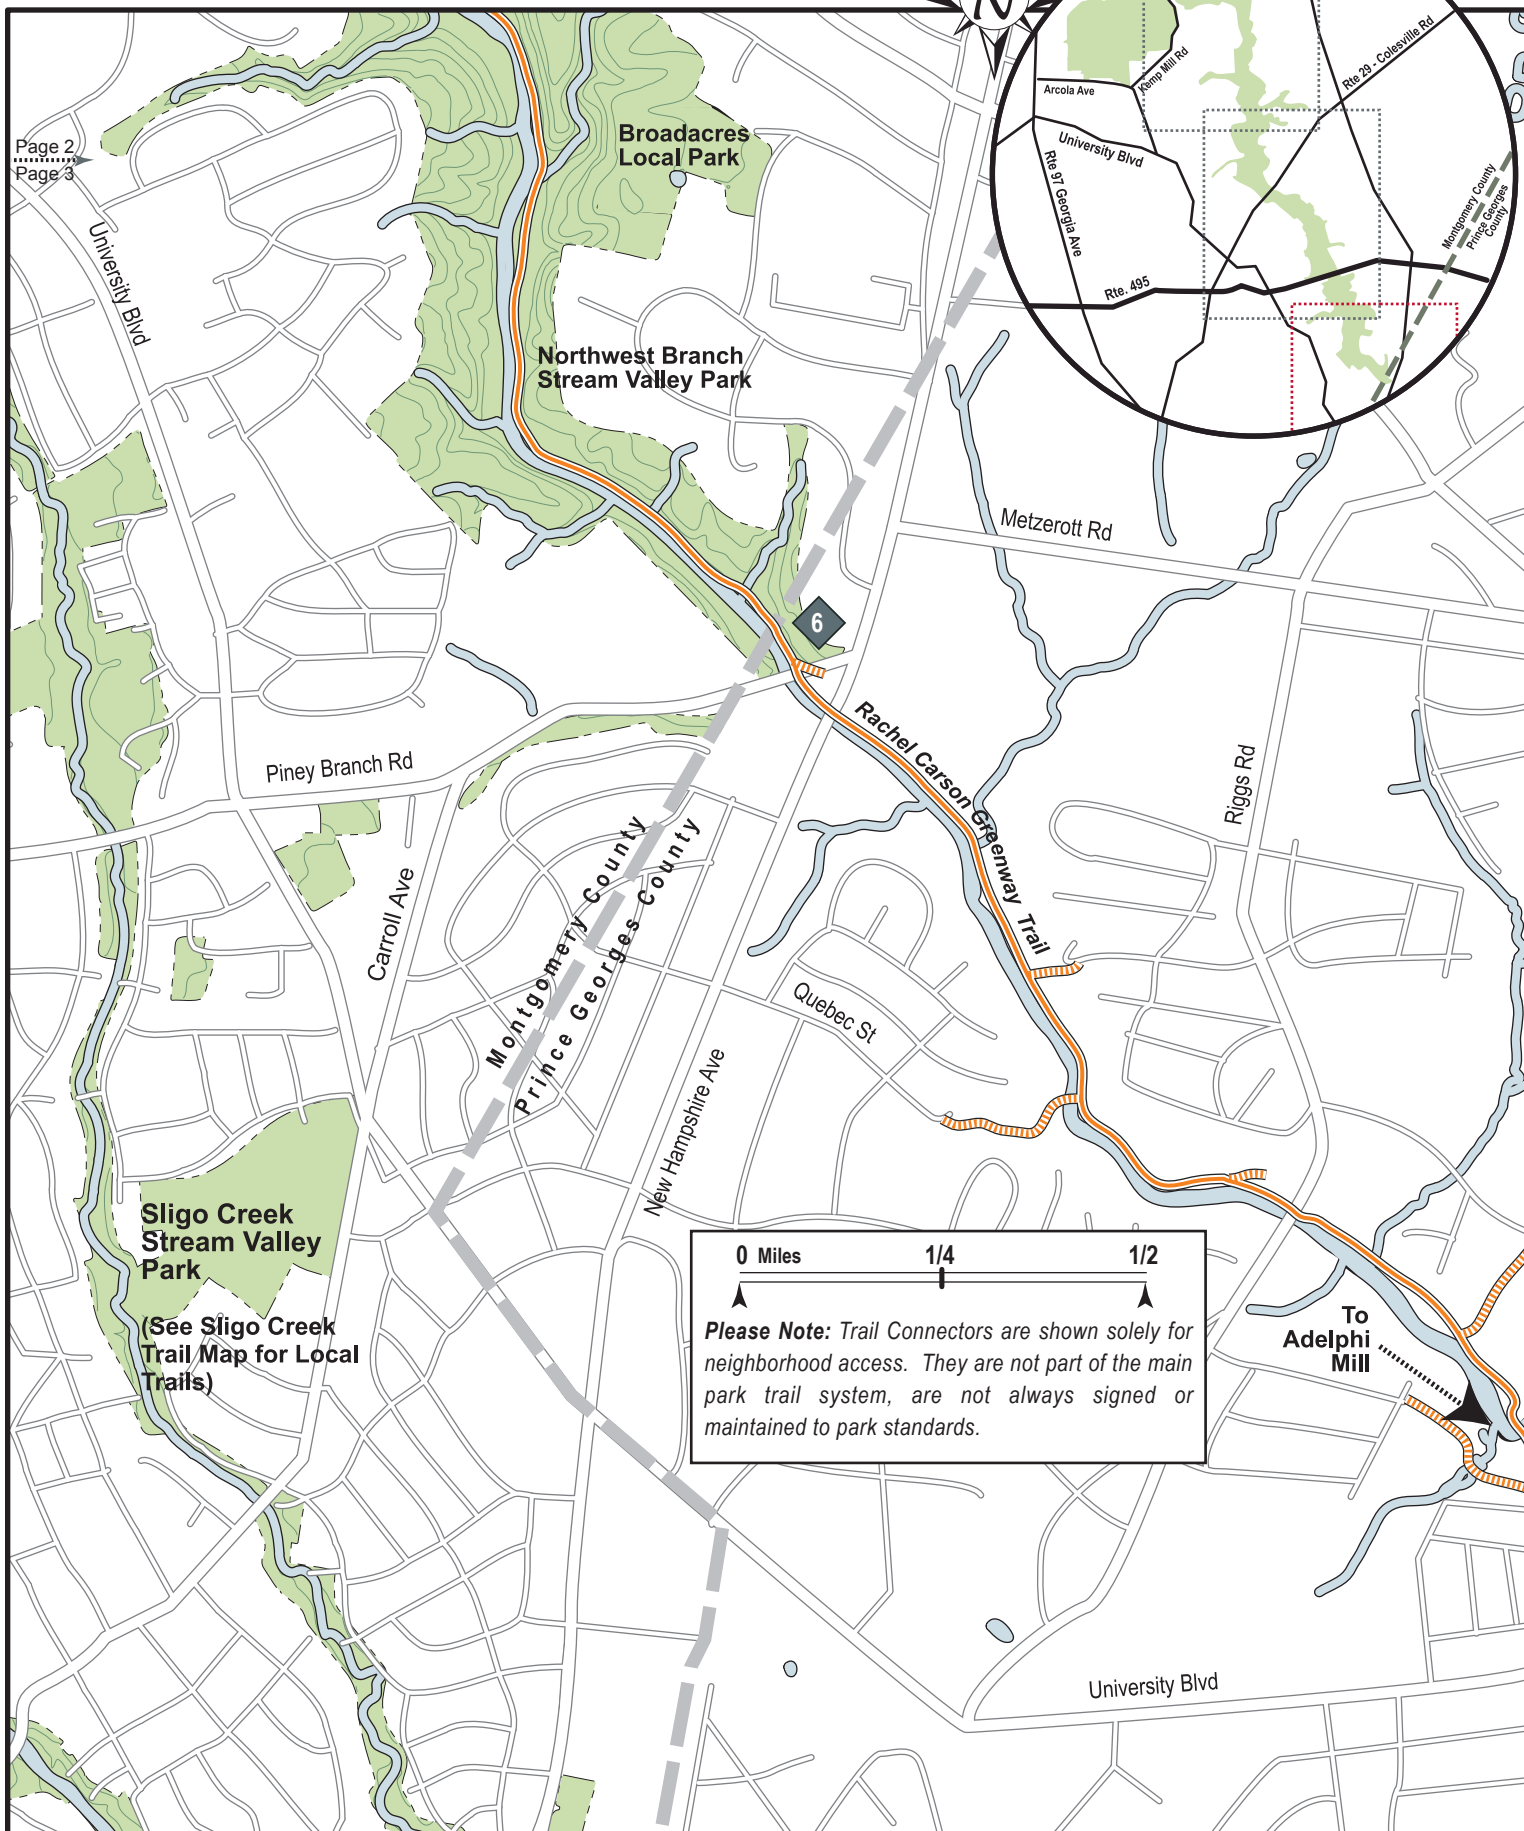 N
Kemp Mill Rd
Rte 29 - Colesville Rd
Arcola Ave
University Blvd
Rte 97 Georgia Ave
Montgomery County
Prince Georges
County
Rte. 495
Page 2
Page 3
Broadacres
Local Park
University Blvd
Northwest Branch
Stream Valley Park
Metzerott Rd
6
Rachel Carson Greenway Trail
Piney Branch Rd
Riggs Rd
Montgomery County
Prince Georges County
Carroll Ave
Quebec St
New Hampshire Ave
Sligo Creek
Stream Valley
Park
(See Sligo Creek
Trail Map for Local
Trails)
0 Miles 1/4 1/2
Please Note: Trail Connectors are shown solely for
neighborhood access. They are not part of the main
park trail system, are not always signed or
maintained to park standards.
To
Adelphi
Mill
University Blvd